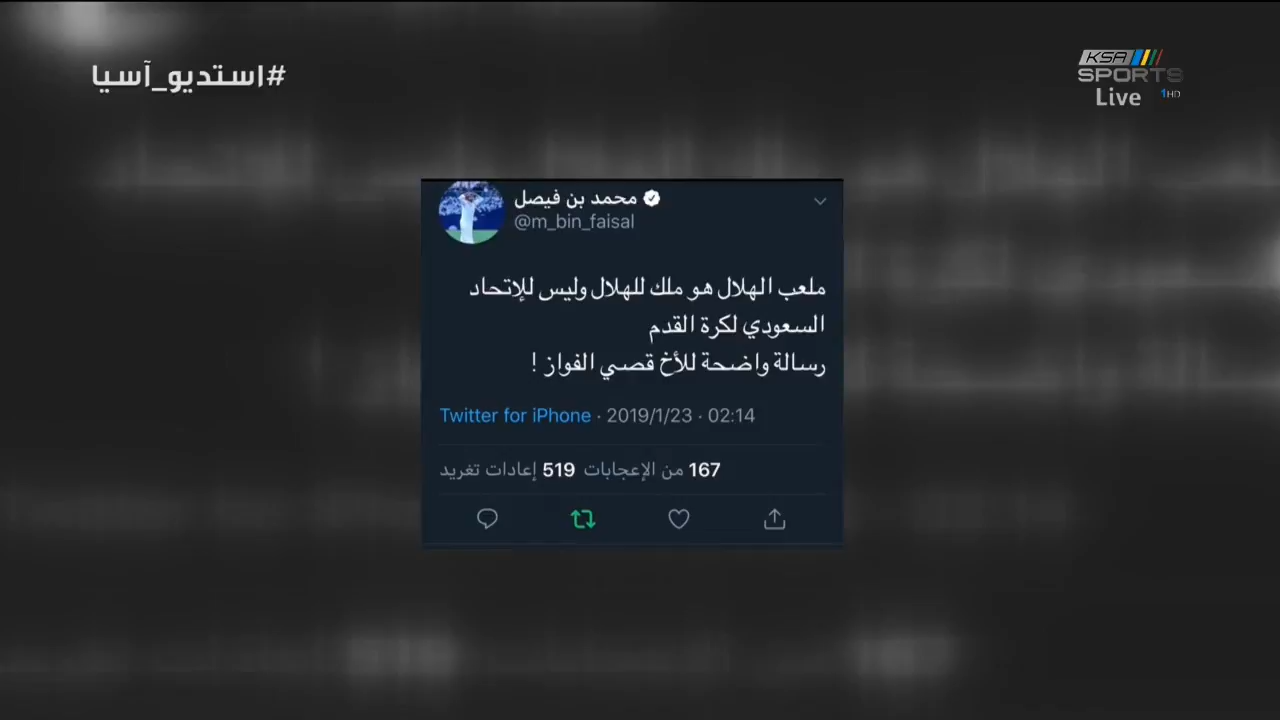 #استديو_آسيا
KSA
SPORTS
Live 1HD
محمد بن فيصل
@m_bin_faisal
ملعب الهلال هو ملك للهلال وليس للإتحاد
السعودي لكرة القدم
رسالة واضحة للأخ قصي الفواز !
Twitter for iPhone · 2019/1/23 · 02:14
519 إعادات تغريد 167 من الإعجابات